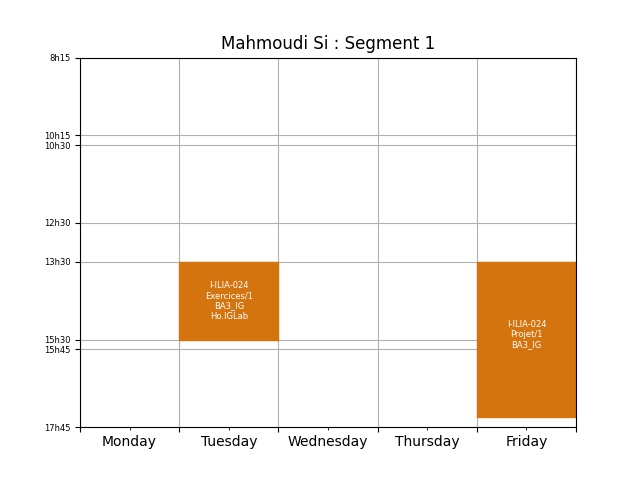 Mahmoudi Si : Segment 1
8h15
10h15
10h30
12h30
13h30
15h30
15h45
17h45
I-ILIA-024
Exercices/1
BA3_IG
Ho.IGLab
I-ILIA-024
Projet/1
BA3_IG
Monday Tuesday Wednesday Thursday Friday